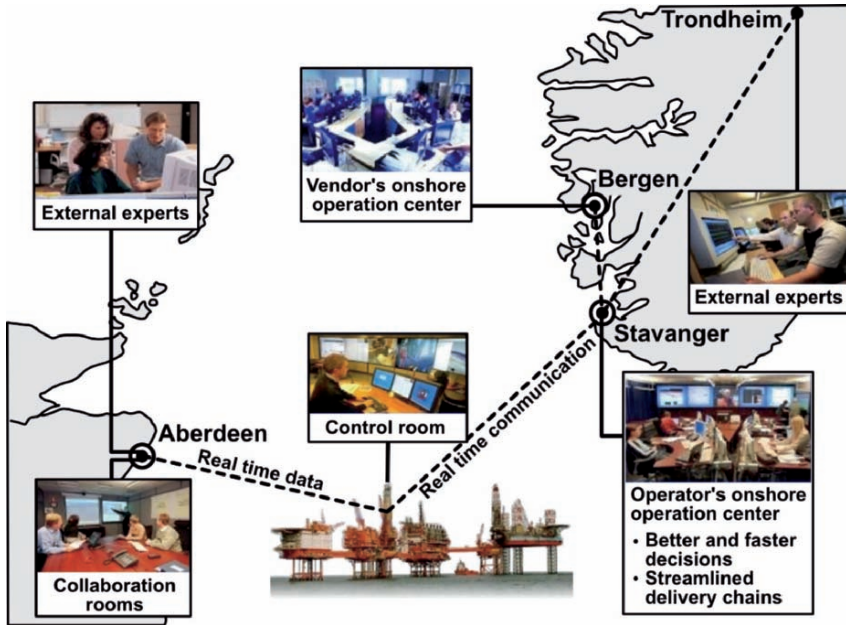 Trondheim
External experts
Vendor's onshore
operation center
Bergen
External experts
Stavanger
Control room
Aberdeen
Real time data
Real time communication
Collaboration
rooms
Operator's onshore
operation center
• Better and faster
decisions
• Streamlined
delivery chains